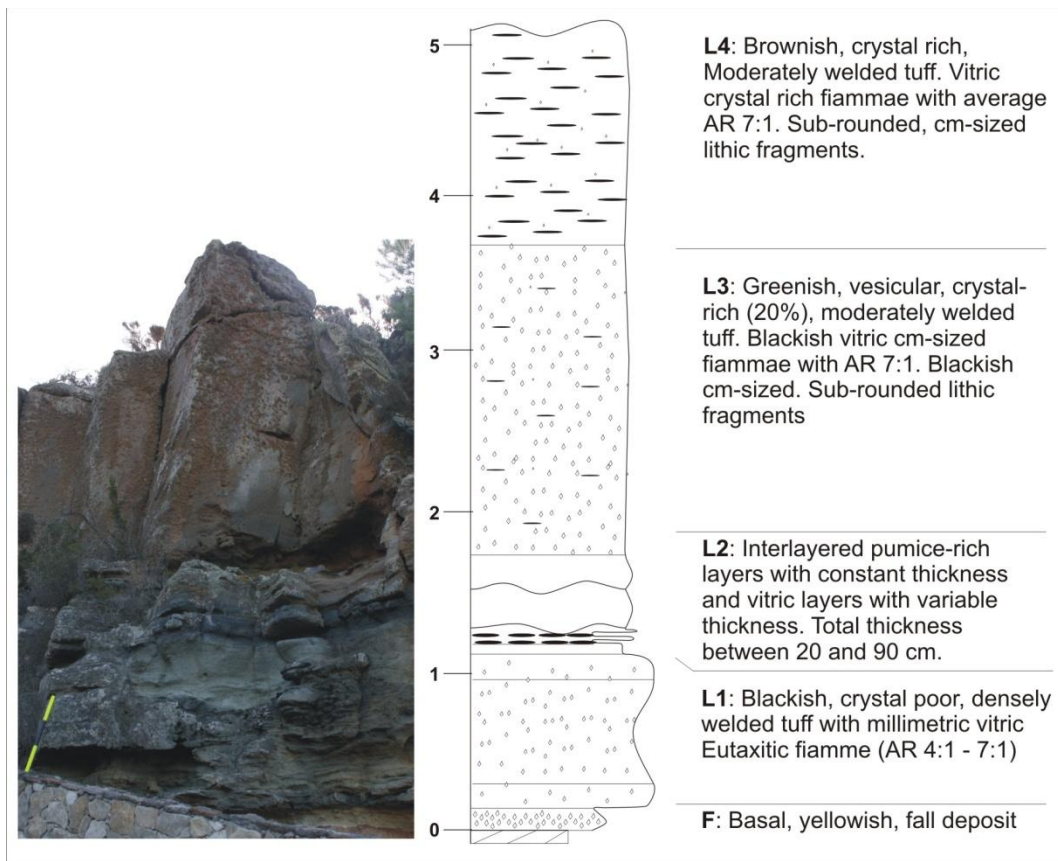 5
4
3
2
1
0
L4: Brownish, crystal rich,
Moderately welded tuff. Vitric
crystal rich fiammae with average
AR 7:1. Sub-rounded, cm-sized
lithic fragments.
L3: Greenish, vesicular, crystal-
rich (20%), moderately welded
tuff. Blackish vitric cm-sized
fiammae with AR 7:1. Blackish
cm-sized. Sub-rounded lithic
fragments
L2: Interlayered pumice-rich
layers with constant thickness
and vitric layers with variable
thickness. Total thickness
between 20 and 90 cm.
L1: Blackish, crystal poor, densely
welded tuff with millimetric vitric
Eutaxitic fiamme (AR 4:1 - 7:1)
F: Basal, yellowish, fall deposit